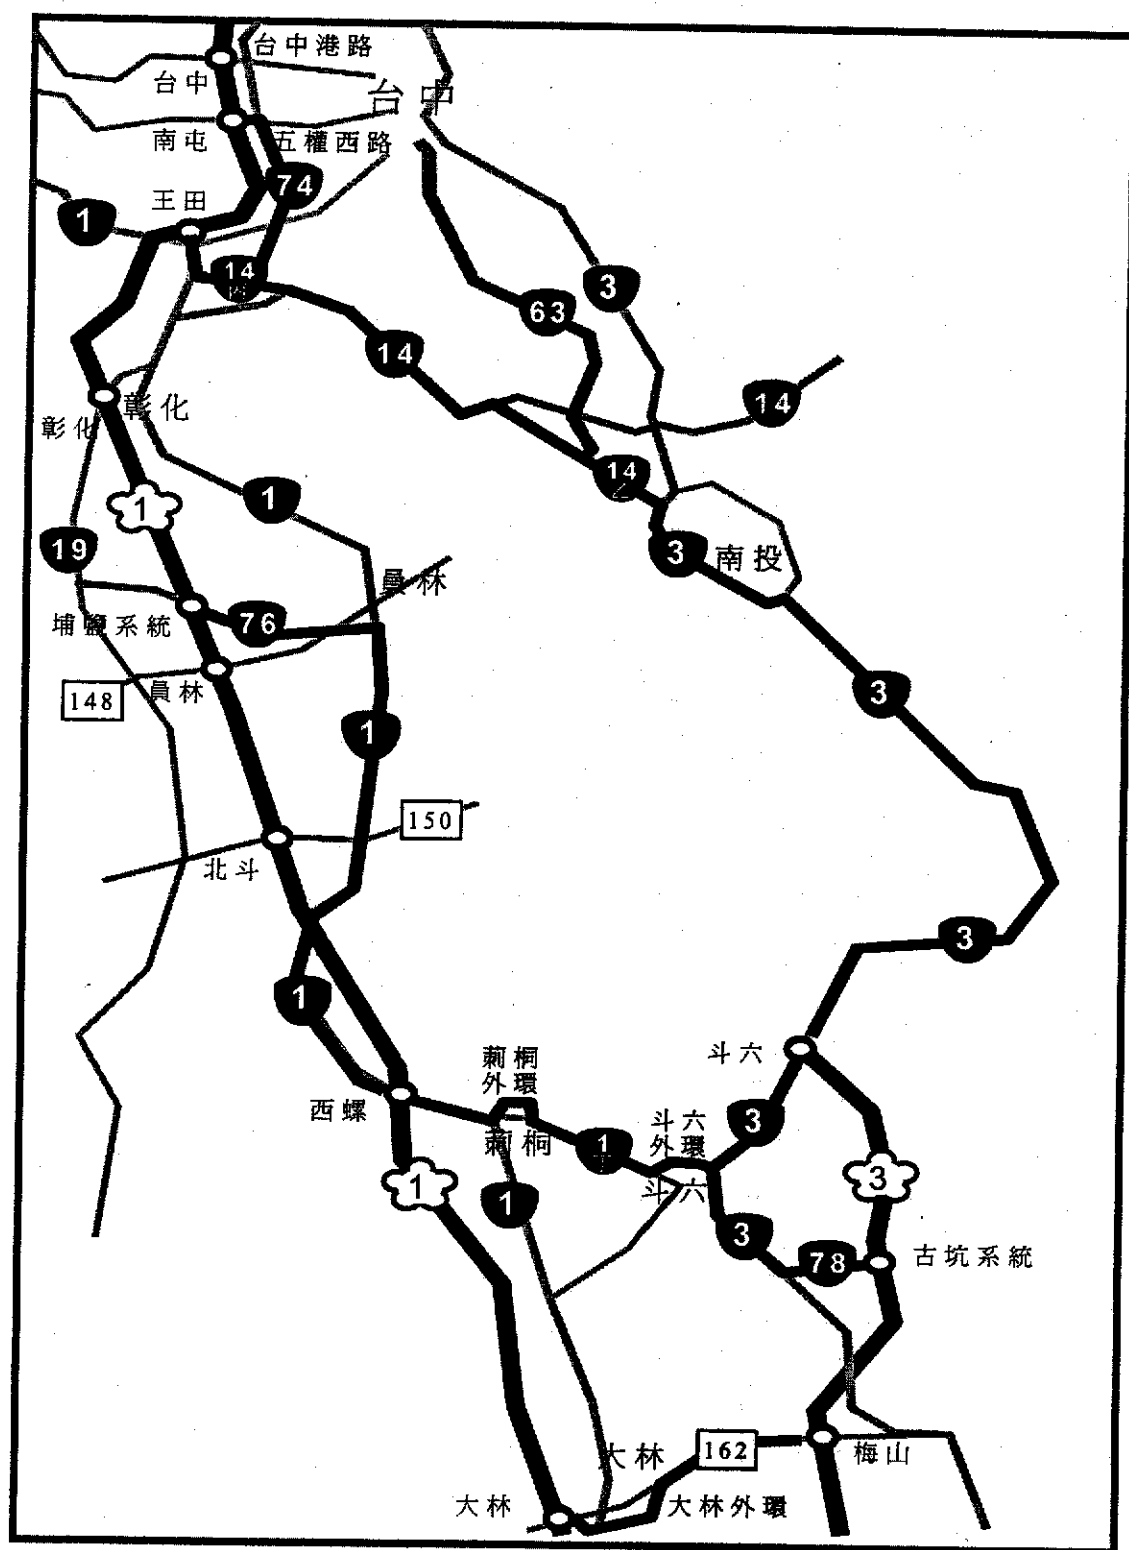 台中港路
台中
台中
南屯
五權西路
74
王田
1
14
丙
3
63
14
14
彰化
彰化
14
乙
1
1
19
3
南投
員林
埔鹽系統
76
3
員林
148
1
150
北斗
3
1
莿桐
外環
斗六
西螺
斗六
外環
3
莿桐
1
1
斗六
3
1
3
78
古坑系統
大林
162
梅山
大林
大林外環